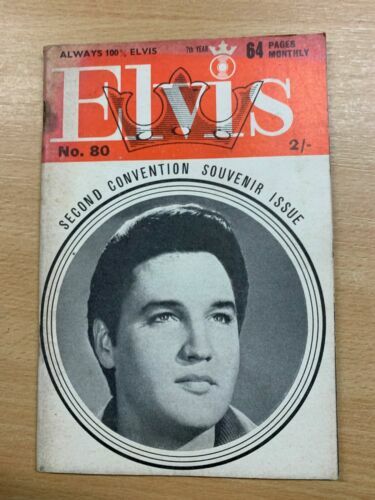 ALWAYS 100% ELVIS
7th YEAR
64 PAGES MONTHLY
Elvis
No. 80
2/-
SECOND CONVENTION SOUVENIR ISSUE